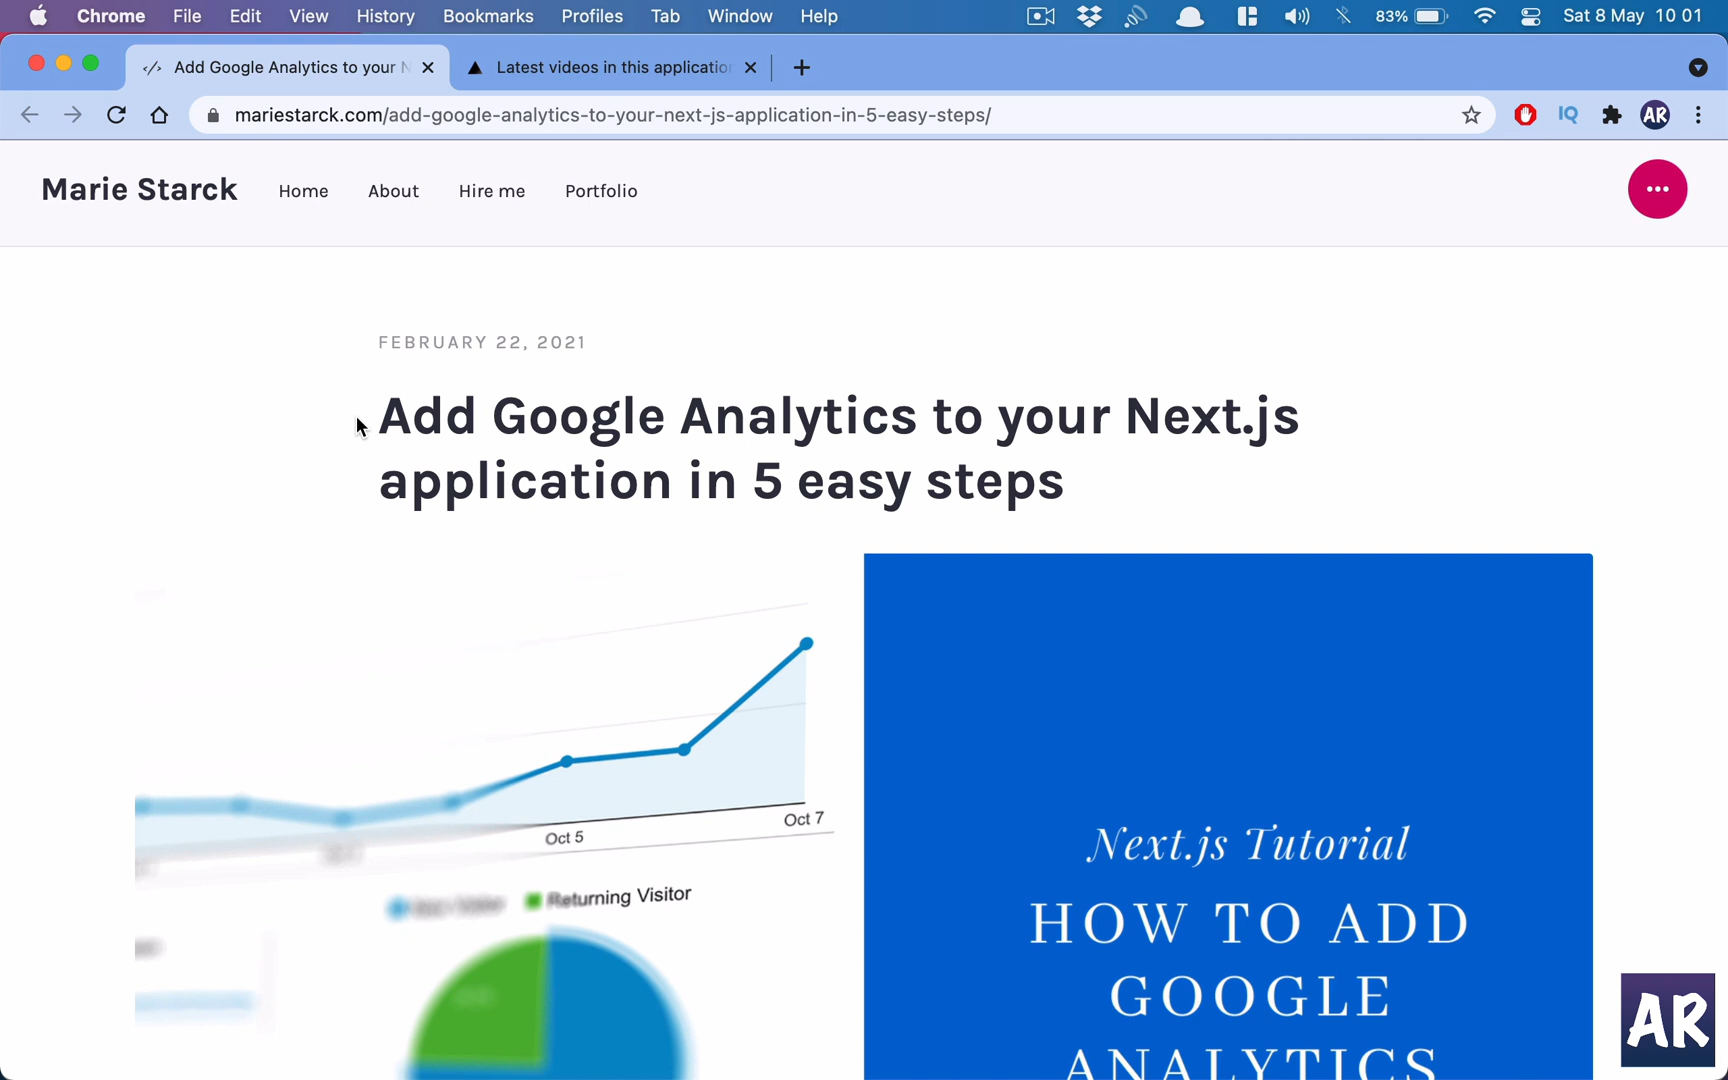 Chrome File Edit View History Bookmarks Profiles Tab Window Help 83% Sat 8 May 10 01
</> Add Google Analytics to your N Latest videos in this applicatio
mariestarck.com/add-google-analytics-to-your-next-js-application-in-5-easy-steps/ IQ AR
Marie Starck Home About Hire me Portfolio
FEBRUARY 22, 2021
Add Google Analytics to your Next.js
application in 5 easy steps
Oct 5
Oct 7
Returning Visitor
Next.js Tutorial
HOW TO ADD
GOOGLE
ANALYTICS
AR